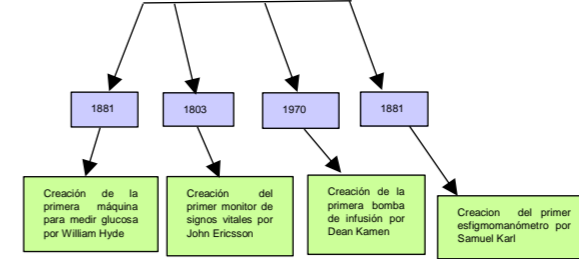 1881
1803
1970
1881
Creación de la
primera máquina
para medir glucosa
por William Hyde
Creación del
primer monitor de
signos vitales por
John Ericsson
Creación de la
primera bomba
de infusión por
Dean Kamen
Creacion del primer
esfigmomanómetro por
Samuel Karl